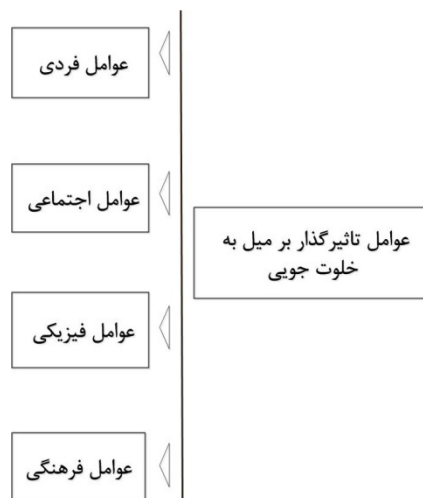 عوامل تاثیرگذار بر میل به
خلوت جویی
عوامل فردی
عوامل اجتماعی
عوامل فیزیکی
عوامل فرهنگی